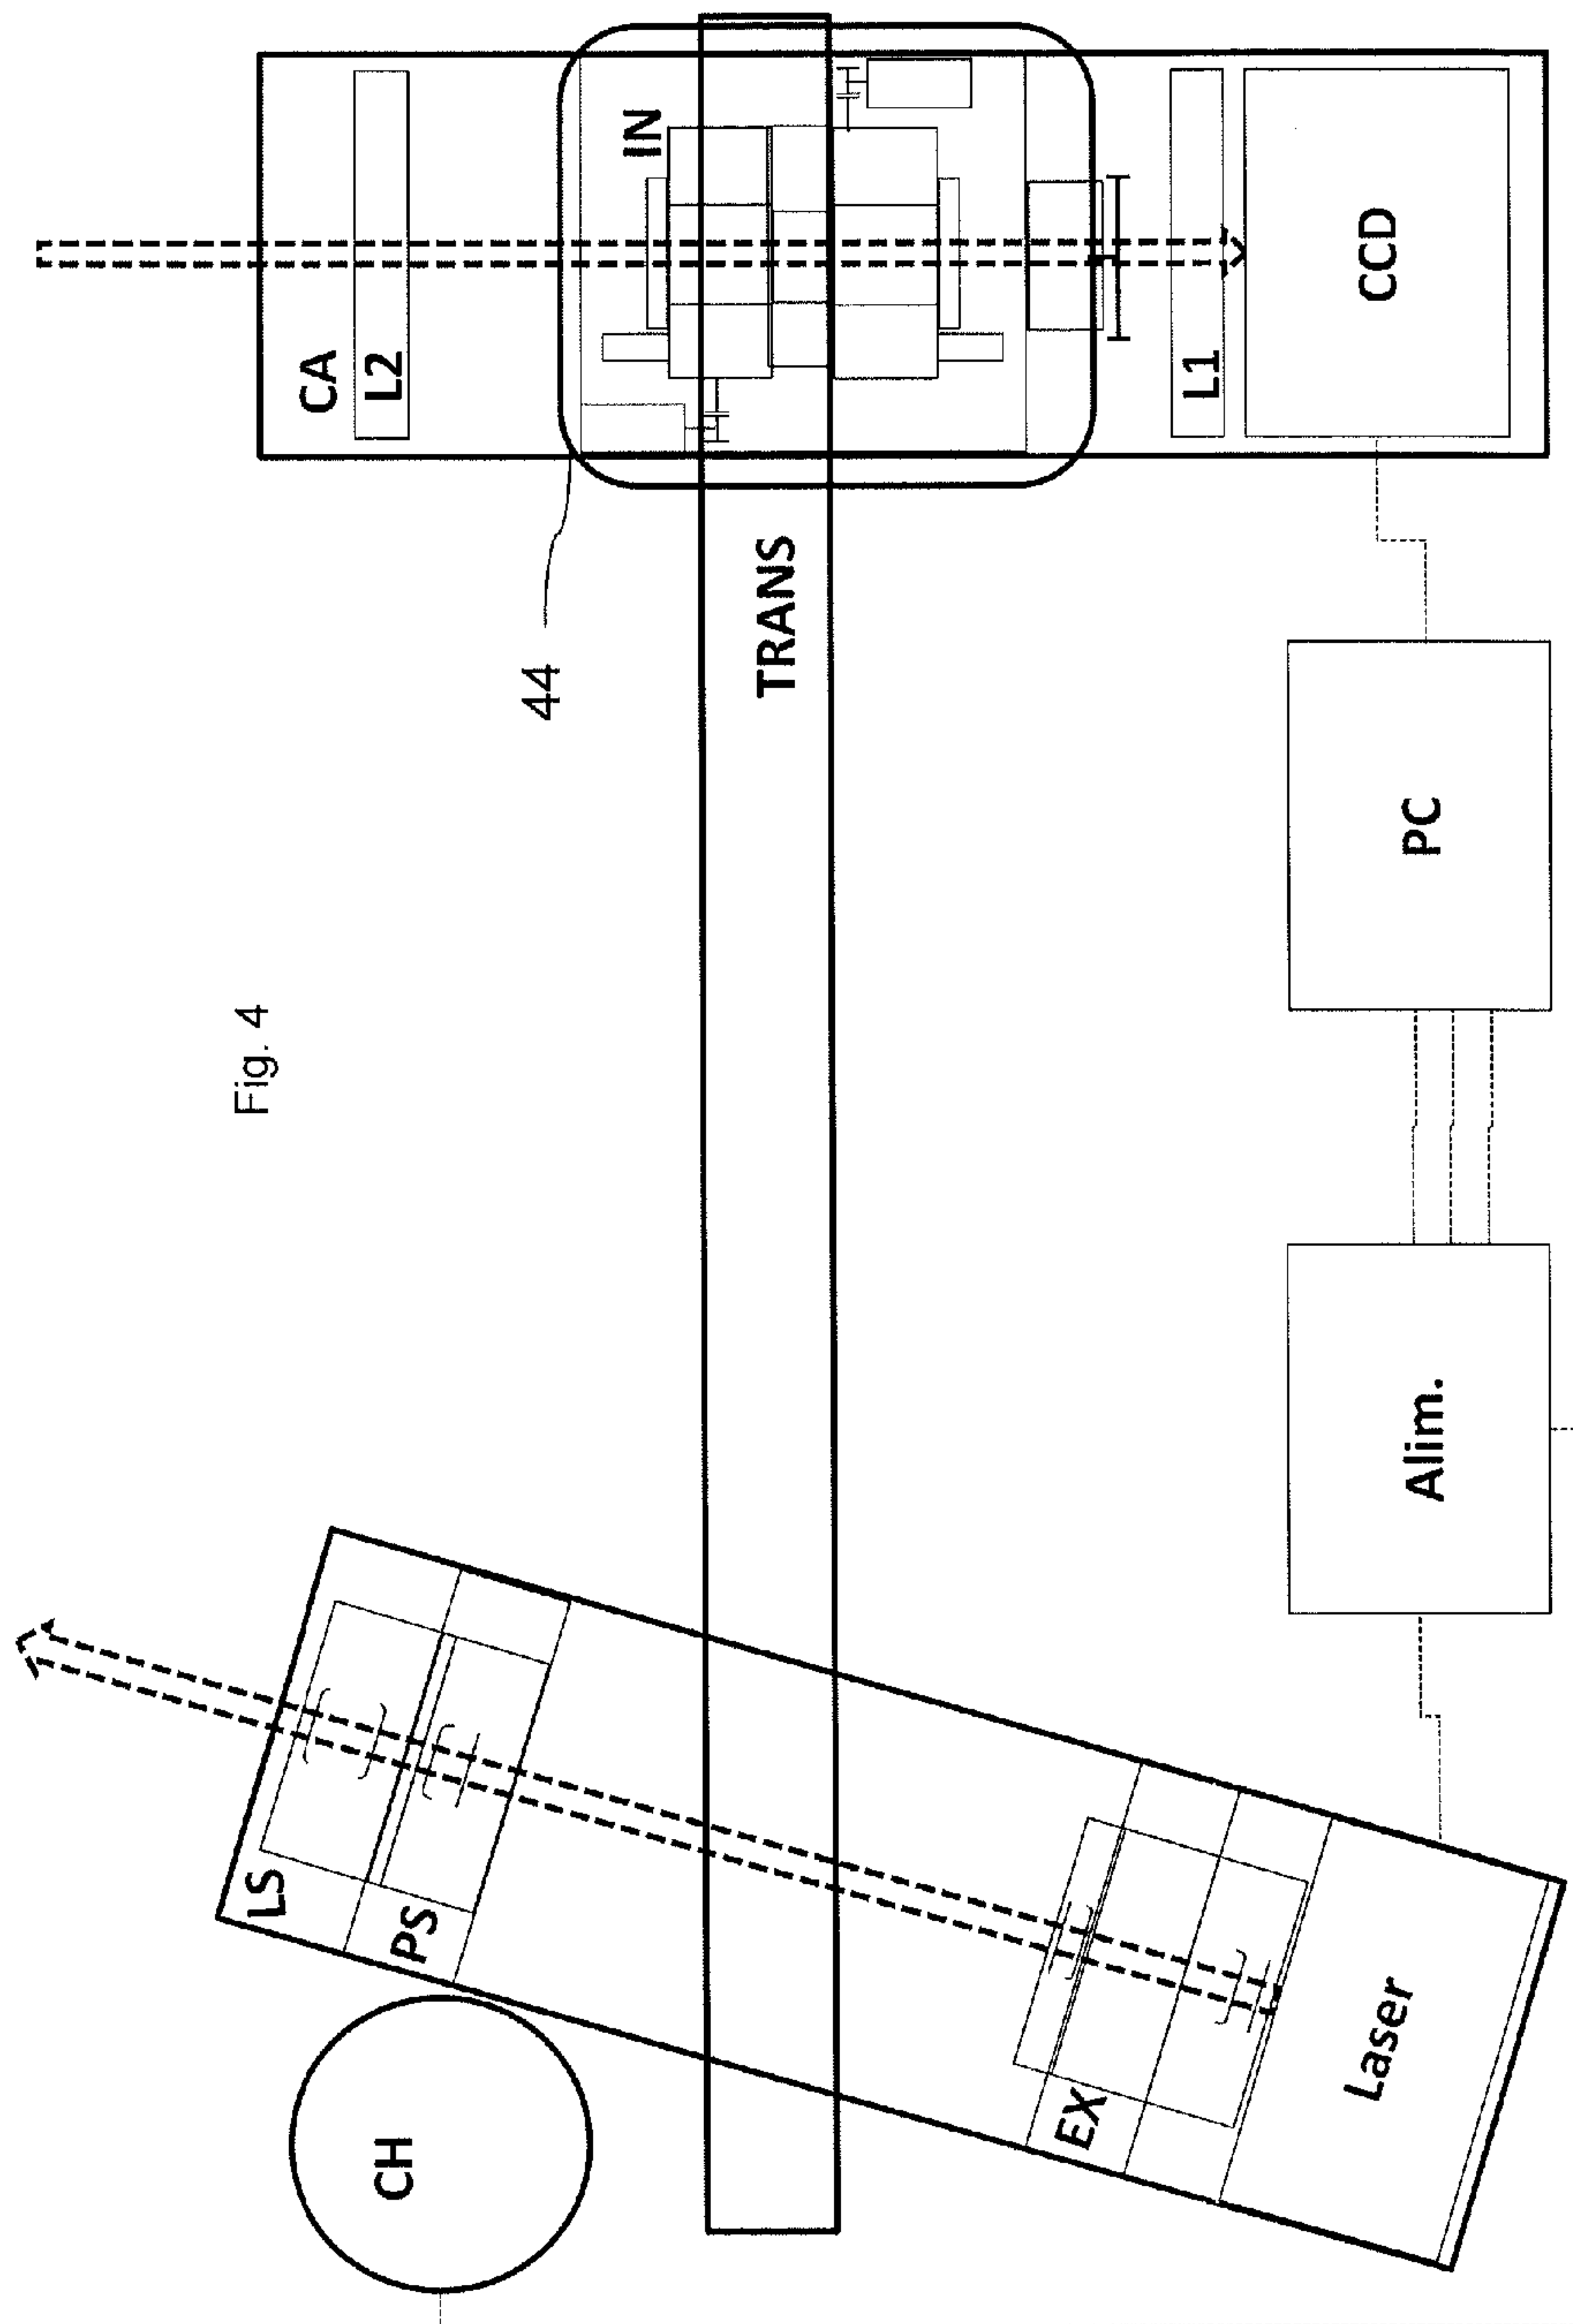 Fig. 4
CH
LS
PS
EX
Laser
TRANS
44
CA
L2
IN
L1
CCD
Alim.
PC